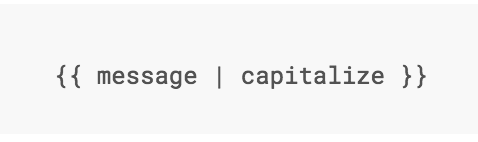 {{ message | capitalize }}